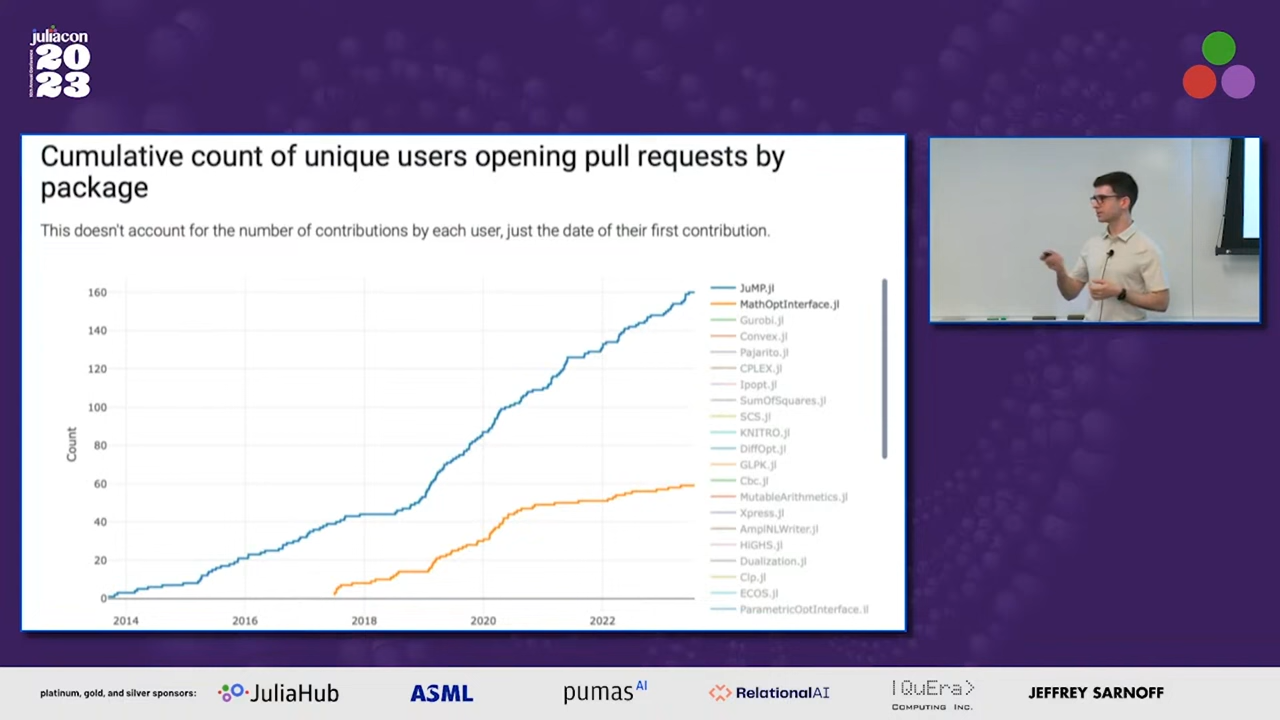 juliacon
20
23
Cumulative count of unique users opening pull requests by
package
This doesn't account for the number of contributions by each user, just the date of their first contribution.
160
140
120
100
80
60
40
20
0
Count
2014
2016
2018
2020
2022
JuMP.jl
MathOptInterface.jl
Gurobi.jl
Convex.jl
Pajarito.jl
CPLEX.jl
Ipopt.jl
SumOfSquares.jl
SCS.jl
KNITRO.jl
DiffOpt.jl
GLPK.jl
Cbc.jl
MutableArithmetics.jl
Xpress.jl
AmplNLWriter.jl
HiGHS.jl
Dualization.jl
Clp.jl
ECOS.jl
ParametricOptInterface.jl
platinum, gold, and silver sponsors:
JuliaHub
ASML
pumas AI
RelationalAI
|QuEra>
COMPUTING INC.
JEFFREY SARNOFF